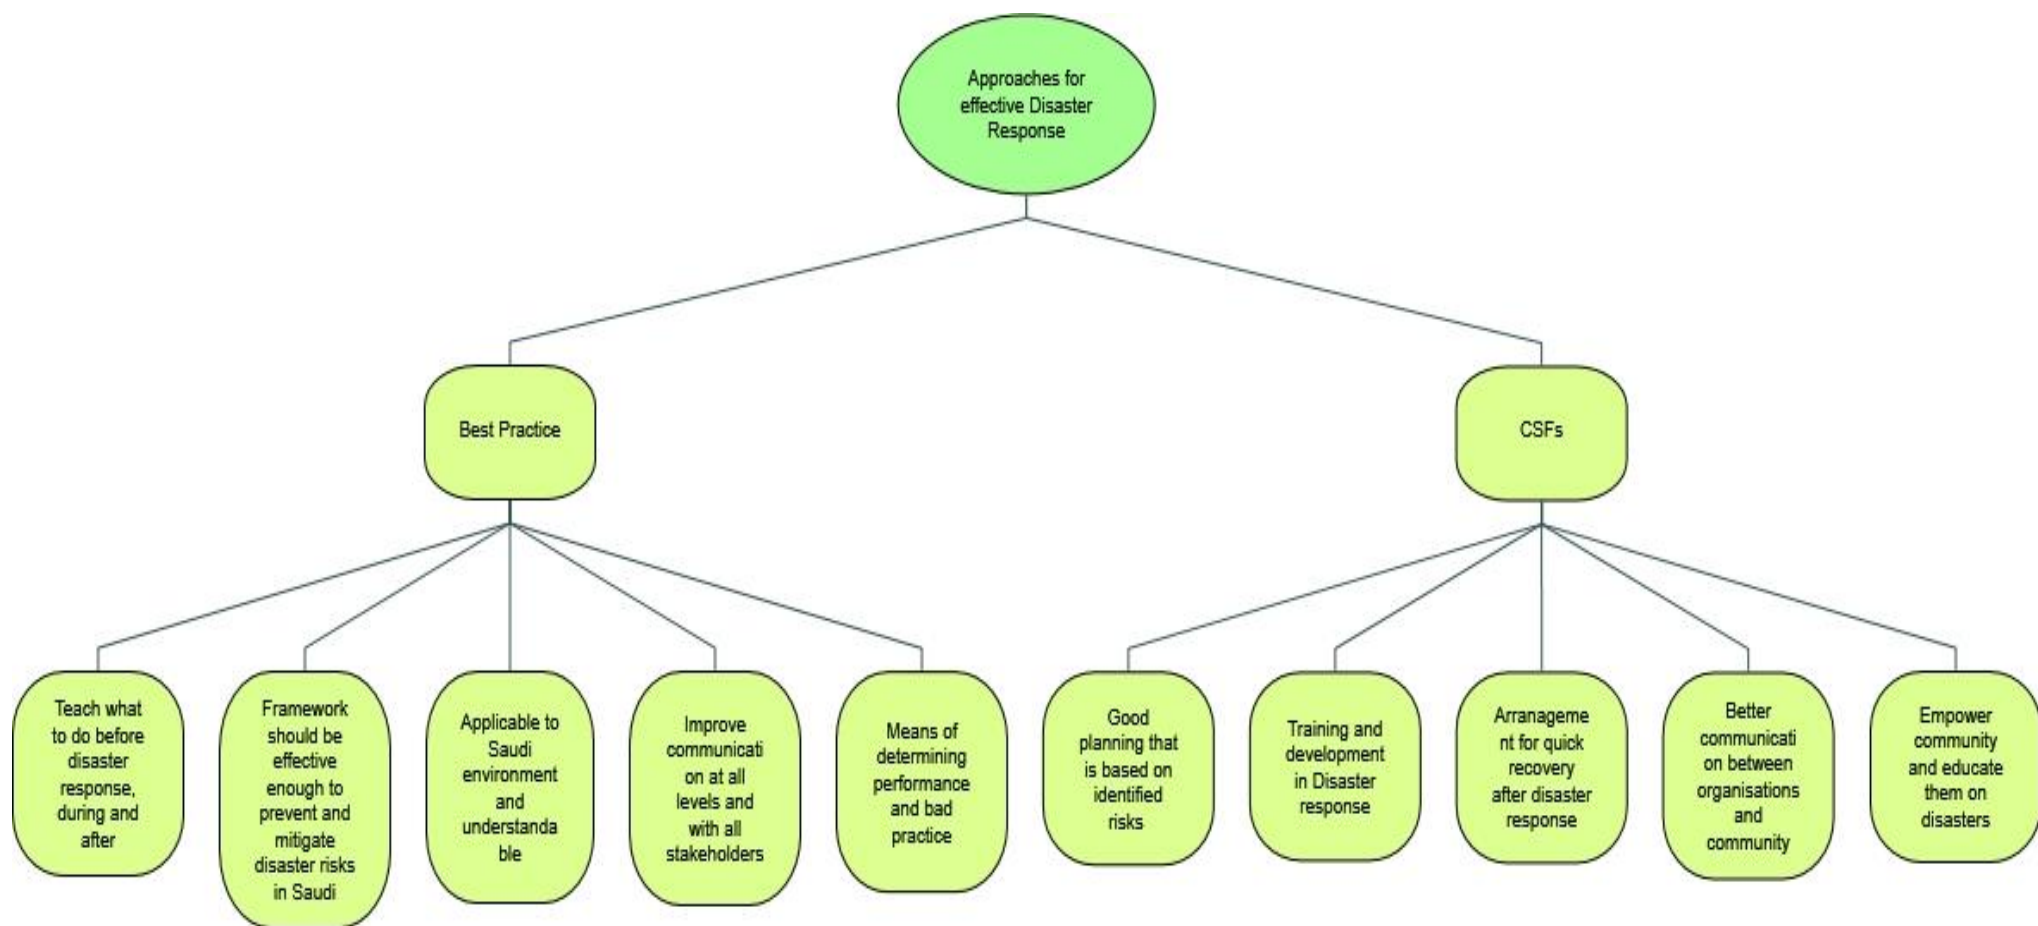 Approaches for
effective Disaster
Response
Best Practice
CSFs
Teach what
to do before
disaster
response,
during and
after
Framework
should be
effective
enough to
prevent and
mitigate
disaster risks
in Saudi
Applicable to
Saudi
environment
and
understanda
ble
Improve
communicati
on at all
levels and
with all
stakeholders
Means of
determining
performance
and bad
practice
Good
planning that
is based on
identified
risks
Training and
development
in Disaster
response
Arranageme
nt for quick
recovery
after disaster
response
Better
communicati
on between
organisations
and
community
Empower
community
and educate
them on
disasters